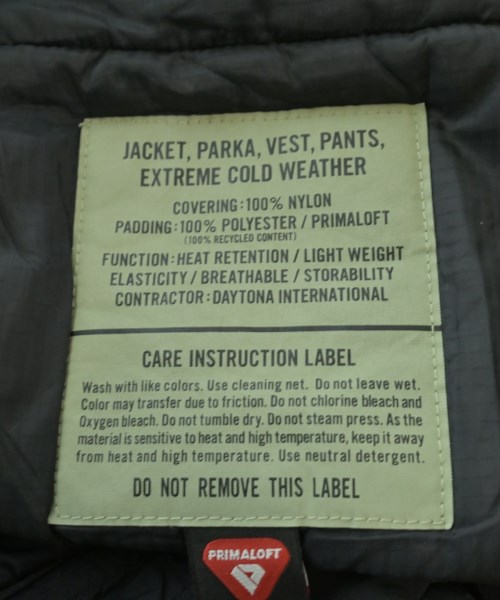 JACKET, PARKA, VEST, PANTS,
EXTREME COLD WEATHER
COVERING:100% NYLON
PADDING:100% POLYESTER / PRIMALOFT
(100% RECYCLED CONTENT)
FUNCTION:HEAT RETENTION / LIGHT WEIGHT
ELASTICITY / BREATHABLE / STORABILITY
CONTRACTOR:DAYTONA INTERNATIONAL
CARE INSTRUCTION LABEL
Wash with like colors. Use cleaning net. Do not leave wet.
Color may transfer due to friction. Do not chlorine bleach and
Oxygen bleach. Do not tumble dry. Do not steam press. As the
material is sensitive to heat and high temperature, keep it away
from heat and high temperature. Use neutral detergent.
DO NOT REMOVE THIS LABEL
PRIMALOFT